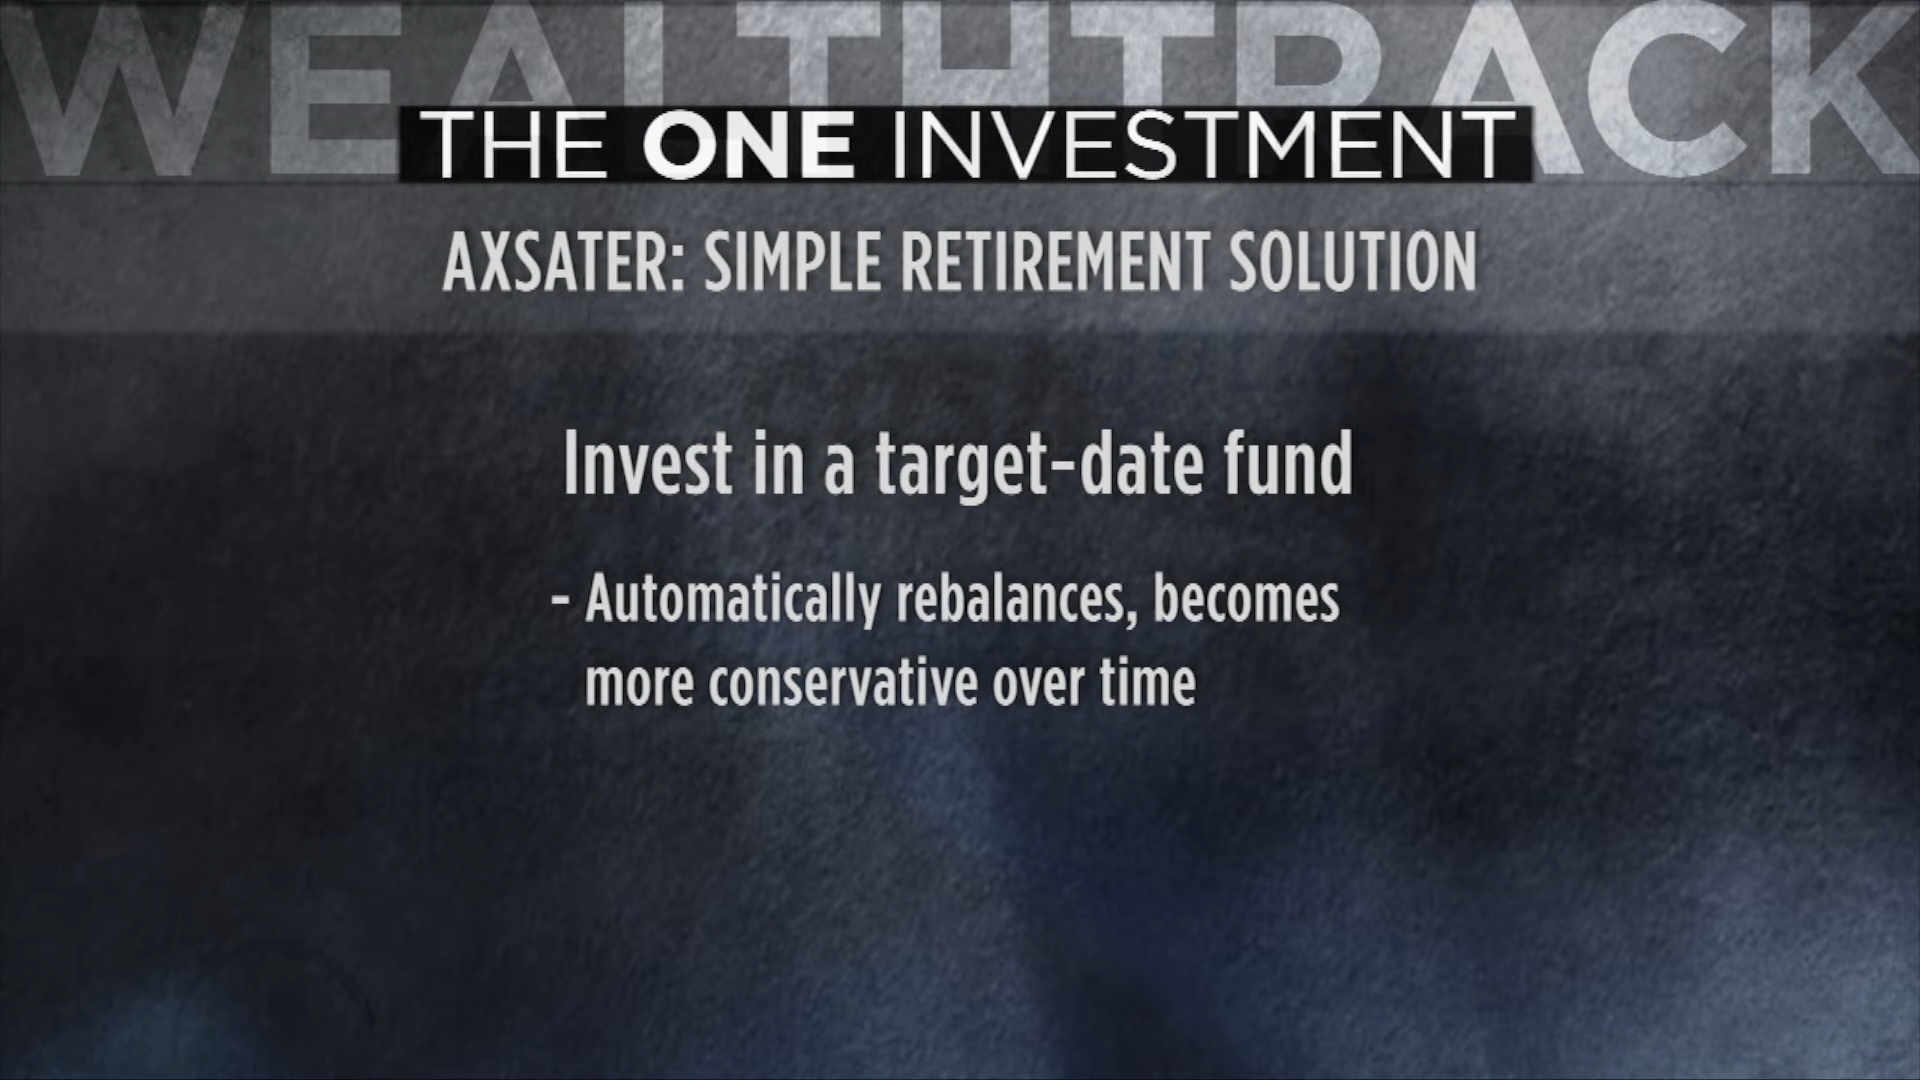 WEALTHTRACK
THE ONE INVESTMENT
AXSATER: SIMPLE RETIREMENT SOLUTION
Invest in a target-date fund
- Automatically rebalances, becomes
more conservative over time